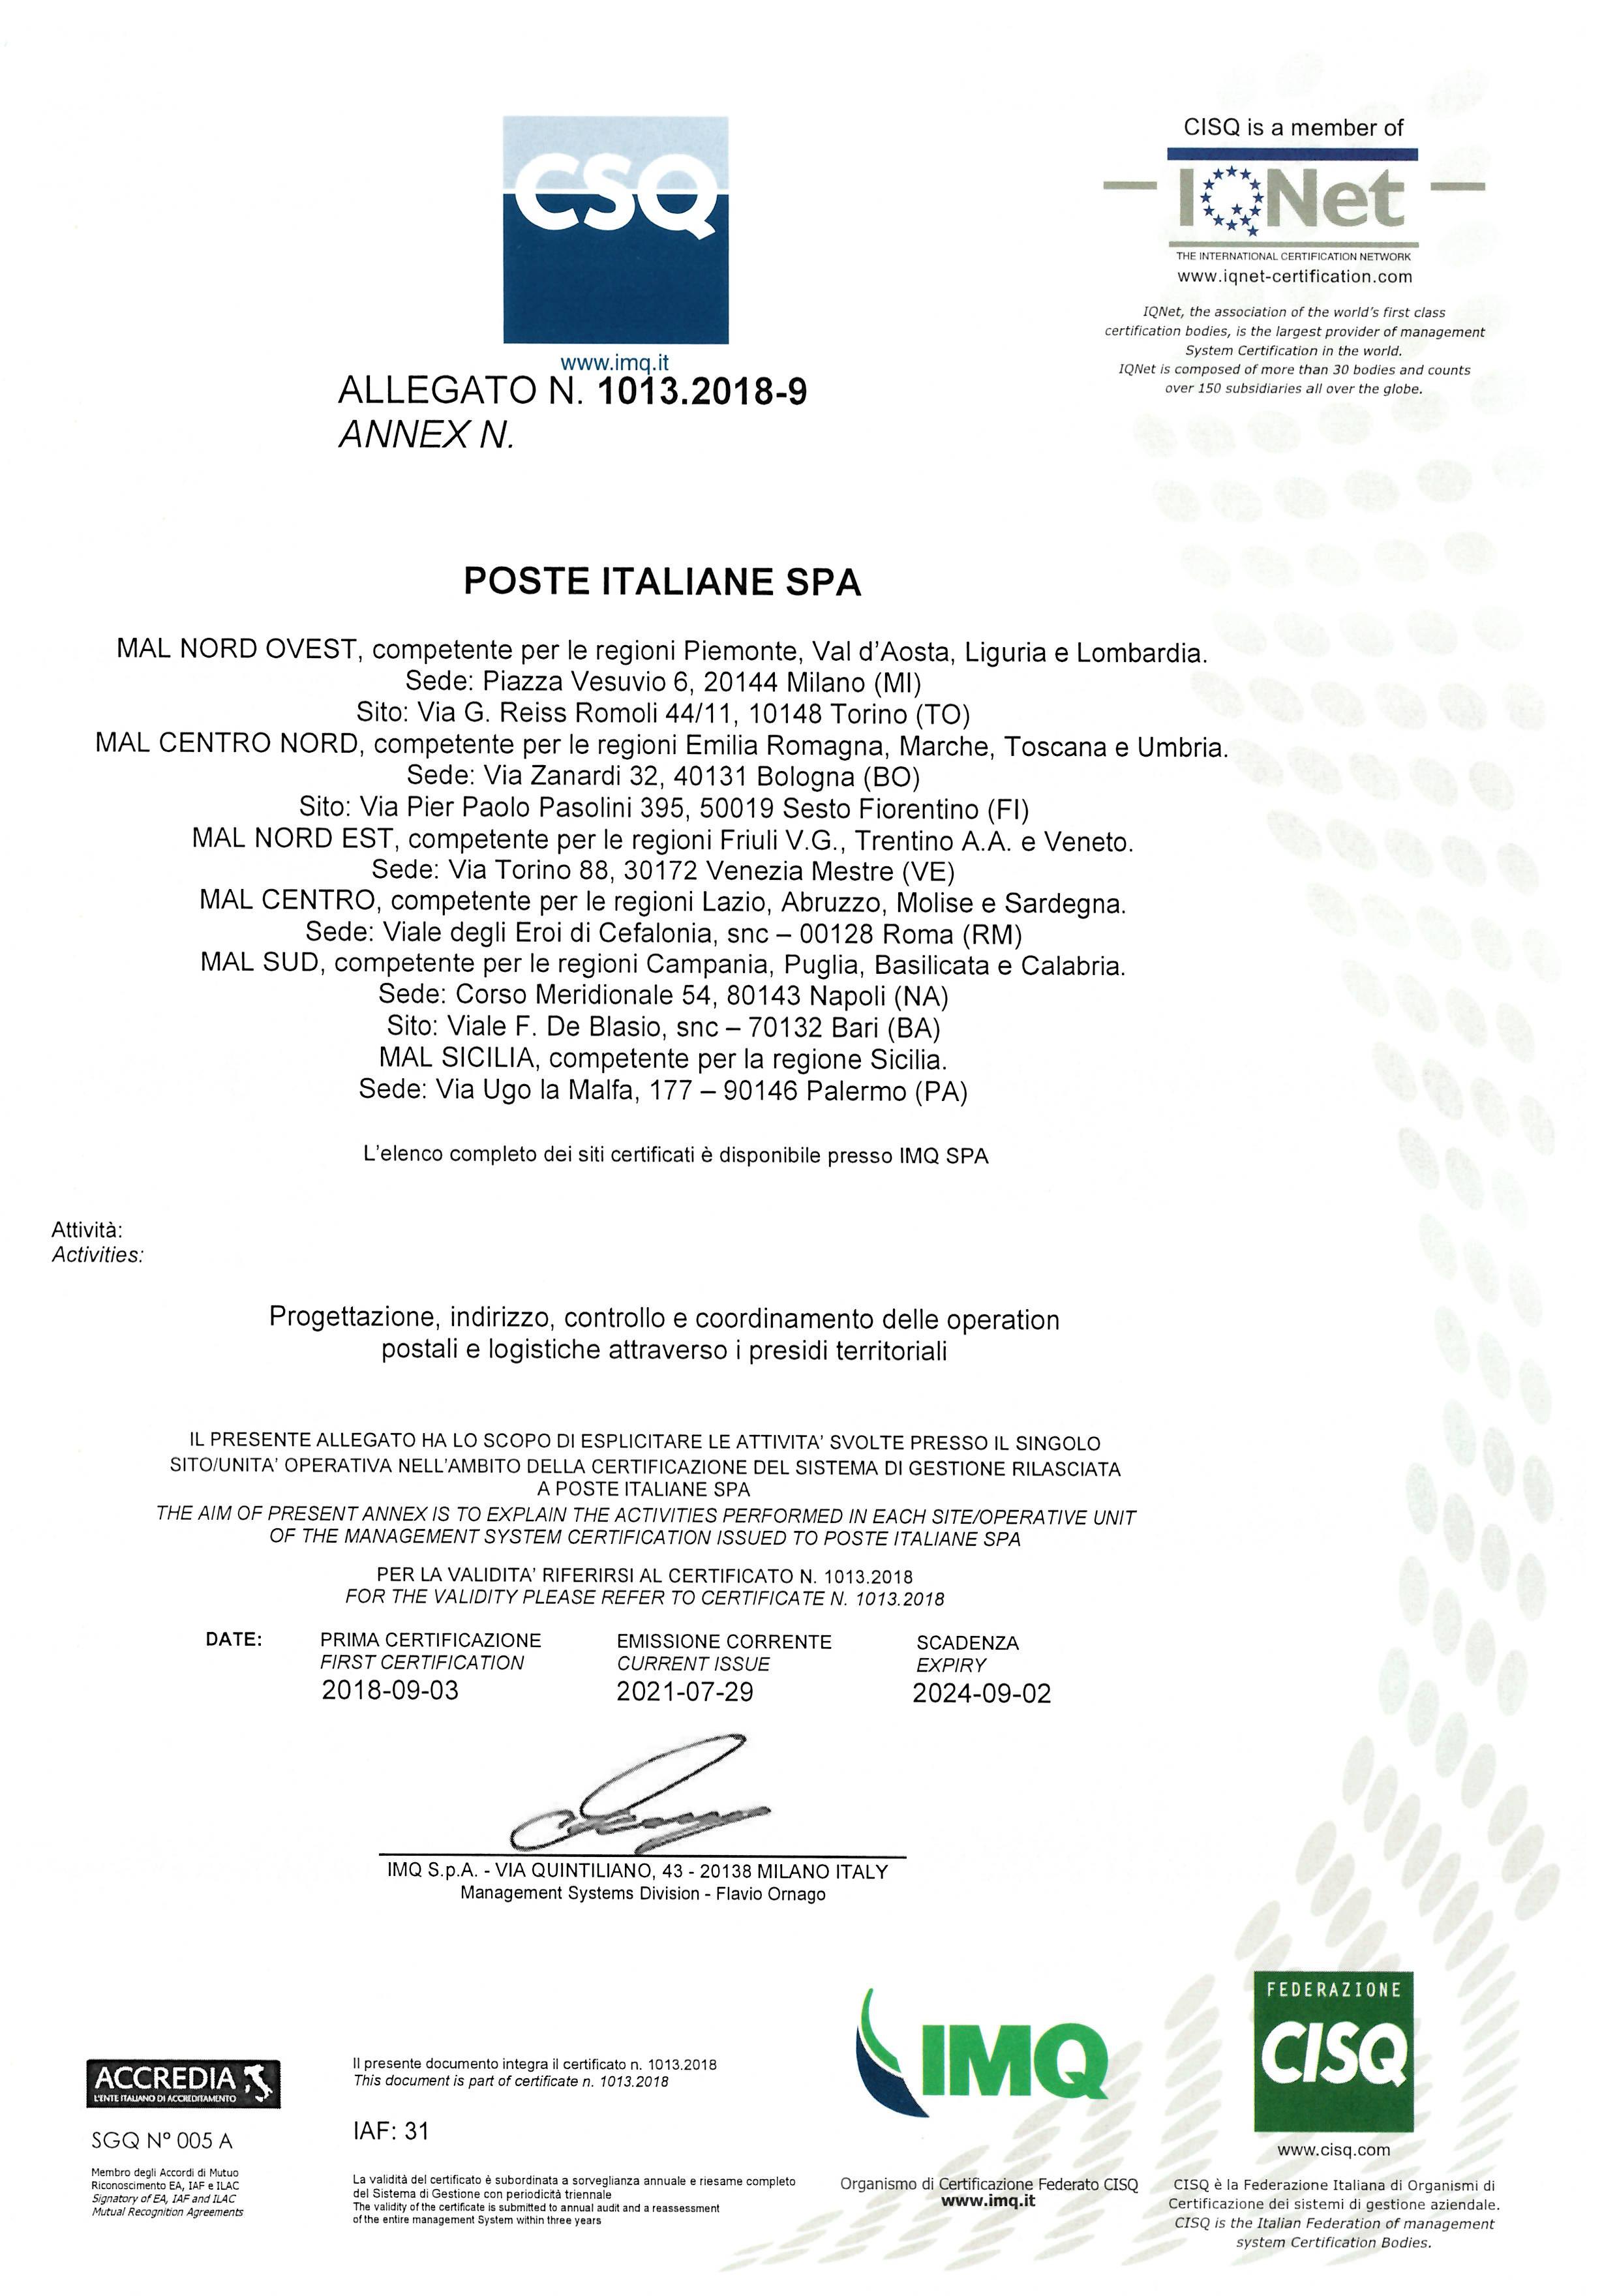 CSQ
www.imq.it
ALLEGATO N. 1013.2018-9
ANNEX N.
CISQ is a member of
IQNet
THE INTERNATIONAL CERTIFICATION NETWORK
www.iqnet-certification.com
IQNet, the association of the world's first class
certification bodies, is the largest provider of management
System Certification in the world.
IQNet is composed of more than 30 bodies and counts
over 150 subsidiaries all over the globe.
POSTE ITALIANE SPA
MAL NORD OVEST, competente per le regioni Piemonte, Val d'Aosta, Liguria e Lombardia.
Sede: Piazza Vesuvio 6, 20144 Milano (MI)
Sito: Via G. Reiss Romoli 44/11, 10148 Torino (TO)
MAL CENTRO NORD, competente per le regioni Emilia Romagna, Marche, Toscana e Umbria.
Sede: Via Zanardi 32, 40131 Bologna (BO)
Sito: Via Pier Paolo Pasolini 395, 50019 Sesto Fiorentino (FI)
MAL NORD EST, competente per le regioni Friuli V.G., Trentino A.A. e Veneto.
Sede: Via Torino 88, 30172 Venezia Mestre (VE)
MAL CENTRO, competente per le regioni Lazio, Abruzzo, Molise e Sardegna.
Sede: Viale degli Eroi di Cefalonia, snc – 00128 Roma (RM)
MAL SUD, competente per le regioni Campania, Puglia, Basilicata e Calabria.
Sede: Corso Meridionale 54, 80143 Napoli (NA)
Sito: Viale F. De Blasio, snc – 70132 Bari (BA)
MAL SICILIA, competente per la regione Sicilia.
Sede: Via Ugo la Malfa, 177 – 90146 Palermo (PA)
L'elenco completo dei siti certificati è disponibile presso IMQ SPA
Attività:
Activities:
Progettazione, indirizzo, controllo e coordinamento delle operation
postali e logistiche attraverso i presidi territoriali
IL PRESENTE ALLEGATO HA LO SCOPO DI ESPLICITARE LE ATTIVITA' SVOLTE PRESSO IL SINGOLO
SITO/UNITA' OPERATIVA NELL'AMBITO DELLA CERTIFICAZIONE DEL SISTEMA DI GESTIONE RILASCIATA
A POSTE ITALIANE SPA
THE AIM OF PRESENT ANNEX IS TO EXPLAIN THE ACTIVITIES PERFORMED IN EACH SITE/OPERATIVE UNIT
OF THE MANAGEMENT SYSTEM CERTIFICATION ISSUED TO POSTE ITALIANE SPA
PER LA VALIDITA' RIFERIRSI AL CERTIFICATO N. 1013.2018
FOR THE VALIDITY PLEASE REFER TO CERTIFICATE N. 1013.2018
DATE: PRIMA CERTIFICAZIONE EMISSIONE CORRENTE SCADENZA
FIRST CERTIFICATION CURRENT ISSUE EXPIRY
2018-09-03 2021-07-29 2024-09-02
IMQ S.p.A. - VIA QUINTILIANO, 43 - 20138 MILANO ITALY
Management Systems Division - Flavio Ornago
ACCREDIA
L'ENTE ITALIANO DI ACCREDITAMENTO
SGQ N° 005 A
Membro degli Accordi di Mutuo
Riconoscimento EA, IAF e ILAC
Signatory of EA, IAF and ILAC
Mutual Recognition Agreements
Il presente documento integra il certificato n. 1013.2018
This document is part of certificate n. 1013.2018
IAF: 31
La validità del certificato è subordinata a sorveglianza annuale e riesame completo
del Sistema di Gestione con periodicità triennale
The validity of the certificate is submitted to annual audit and a reassessment
of the entire management System within three years
IMQ
Organismo di Certificazione Federato CISQ
www.imq.it
FEDERAZIONE
CISQ
www.cisq.com
CISQ è la Federazione Italiana di Organismi di
Certificazione dei sistemi di gestione aziendale.
CISQ is the Italian Federation of management
system Certification Bodies.